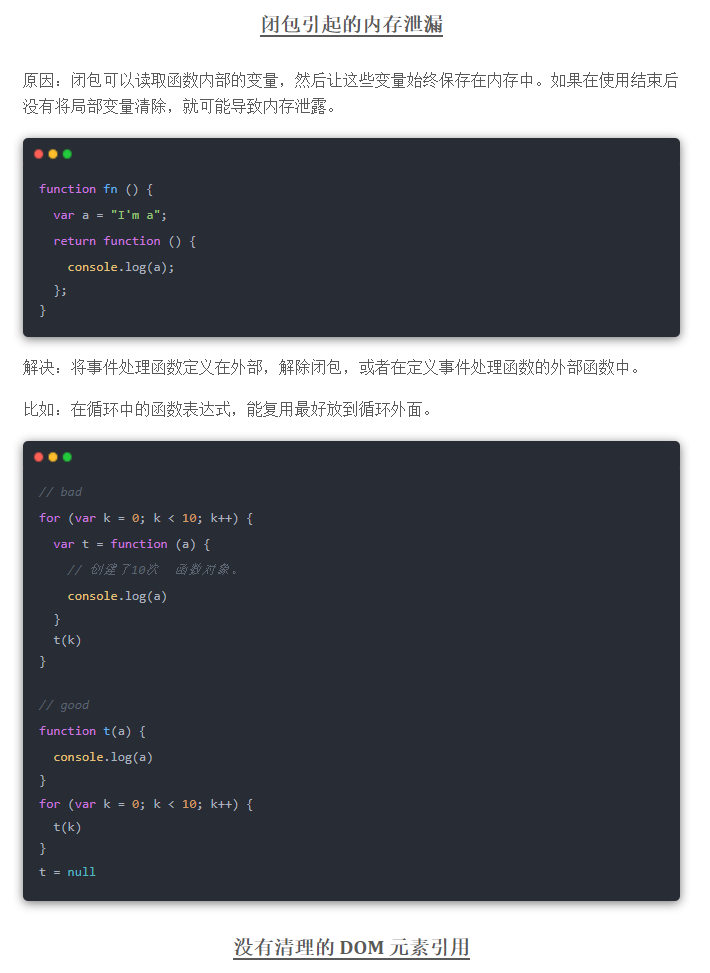 闭包引起的内存泄漏
原因：闭包可以读取函数内部的变量，然后让这些变量始终保存在内存中。如果在使用结束后
没有将局部变量清除，就可能导致内存泄露。
function fn () {
  var a = "I'm a";
  return function () {
    console.log(a);
  };
}
解决：将事件处理函数定义在外部，解除闭包，或者在定义事件处理函数的外部函数中。
比如：在循环中的函数表达式，能复用最好放到循环外面。
// bad
for (var k = 0; k < 10; k++) {
  var t = function (a) {
    // 创建了10次  函数对象。
    console.log(a)
  }
  t(k)
}
// good
function t(a) {
  console.log(a)
}
for (var k = 0; k < 10; k++) {
  t(k)
}
t = null
没有清理的 DOM 元素引用